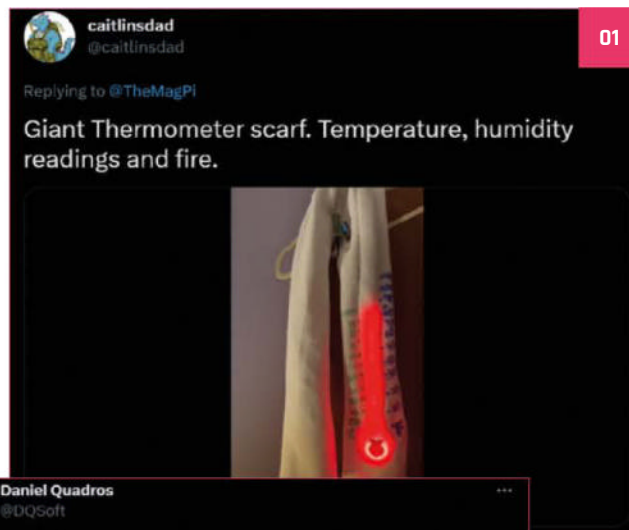 caitlinsdad
@caitlinsdad
01
Replying to @TheMagPi
Giant Thermometer scarf. Temperature, humidity
readings and fire.
Daniel Quadros
@DQSoft